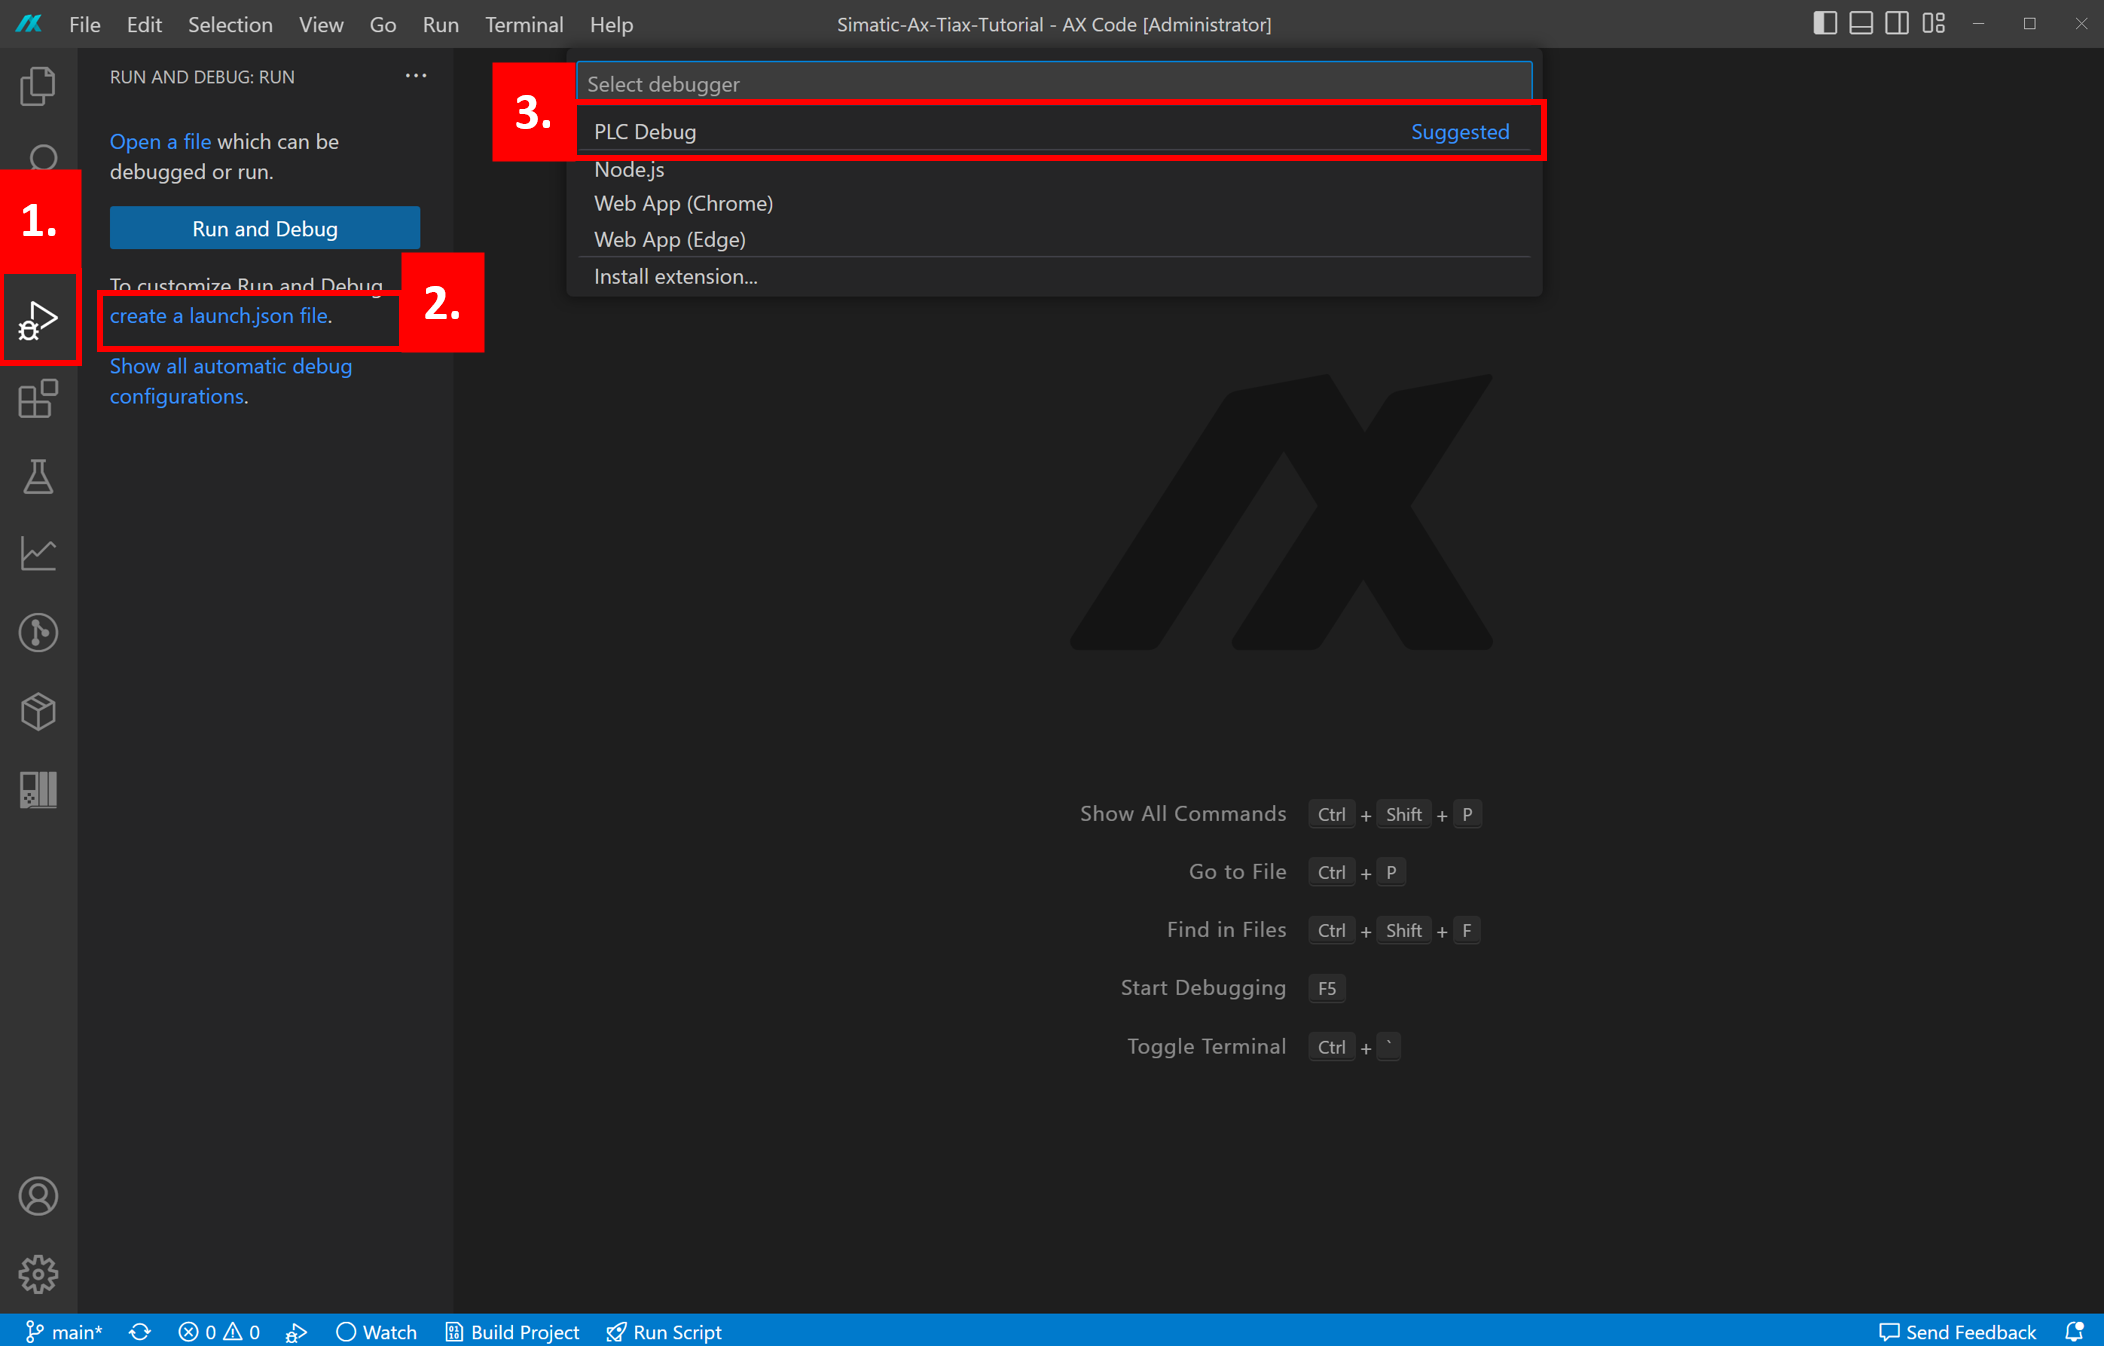 File Edit Selection View Go Run Terminal Help
Simatic-Ax-Tiax-Tutorial - AX Code [Administrator]
RUN AND DEBUG: RUN
Open a file which can be
debugged or run.
1.
Run and Debug
To customize Run and Debug
create a launch.json file.
2.
Show all automatic debug
configurations.
3.
Select debugger
PLC Debug Suggested
Node.js
Web App (Chrome)
Web App (Edge)
Install extension...
Show All Commands Ctrl + Shift + P
Go to File Ctrl + P
Find in Files Ctrl + Shift + F
Start Debugging F5
Toggle Terminal Ctrl + `
main* 0 0 Watch Build Project Run Script Send Feedback